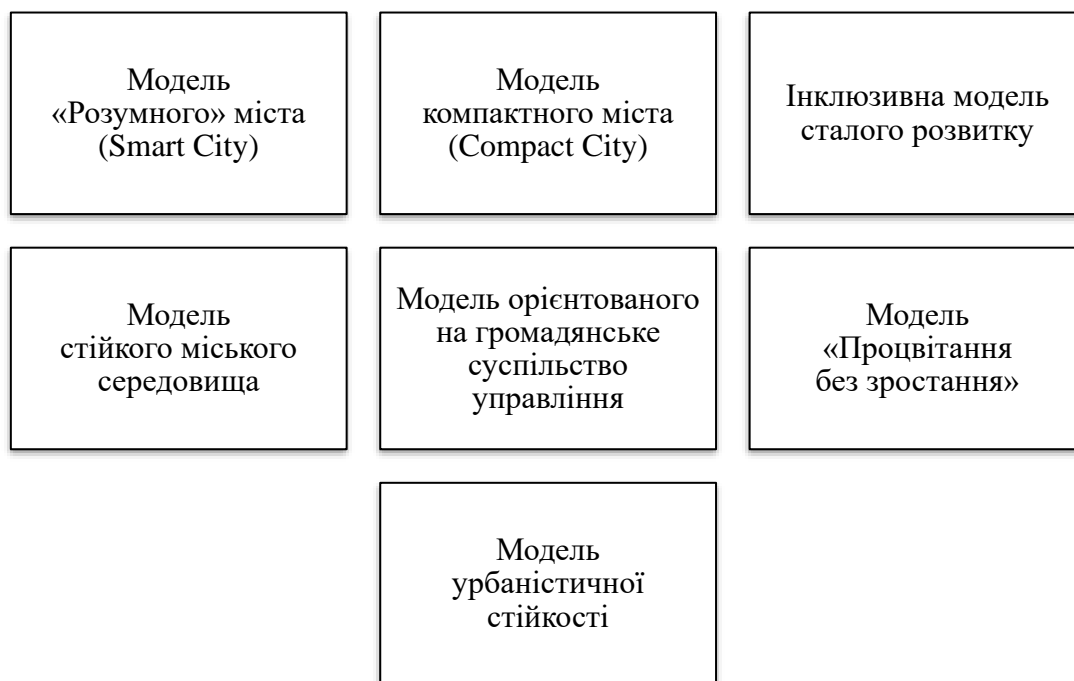 Модель
«Розумного» міста
(Smart City)
Модель
компактного міста
(Compact City)
Інклюзивна модель
сталого розвитку
Модель
стійкого міського
середовища
Модель орієнтованого
на громадянське
суспільство
управління
Модель
«Процвітання
без зростання»
Модель
урбаністичної
стійкості